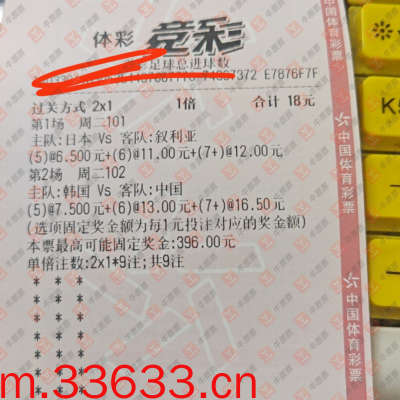 体彩 竞彩
足球总进球数
74967372 E7876F7F
过关方式 2x1 1倍 合计 18元
第1场 周二101
主队:日本 Vs 客队:叙利亚
(5)@6.500元+(6)@11.00元+(7+)@12.00元
第2场 周二102
主队:韩国 Vs 客队:中国
(5)@7.500元+(6)@13.00元+(7+)@16.50元
(选项固定奖金额为每1元投注对应的奖金额)
本票最高可能固定奖金:396.00元
单倍注数:2x1*9注;共9注
* * *
* * *
* * *
* * *
* * *
* * *
* * *
中国体育彩票
中国体育彩票
m.33633.cn